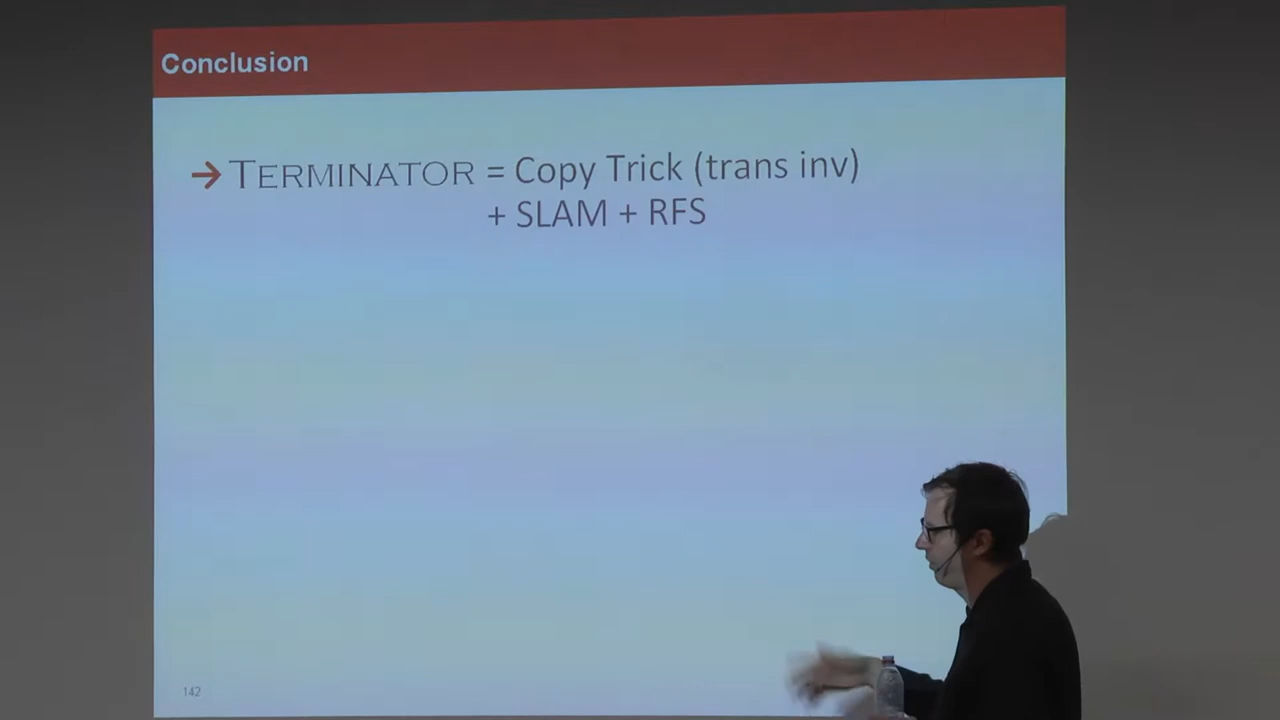 Conclusion
→ TERMINATOR = Copy Trick (trans inv)
+ SLAM + RFS
142